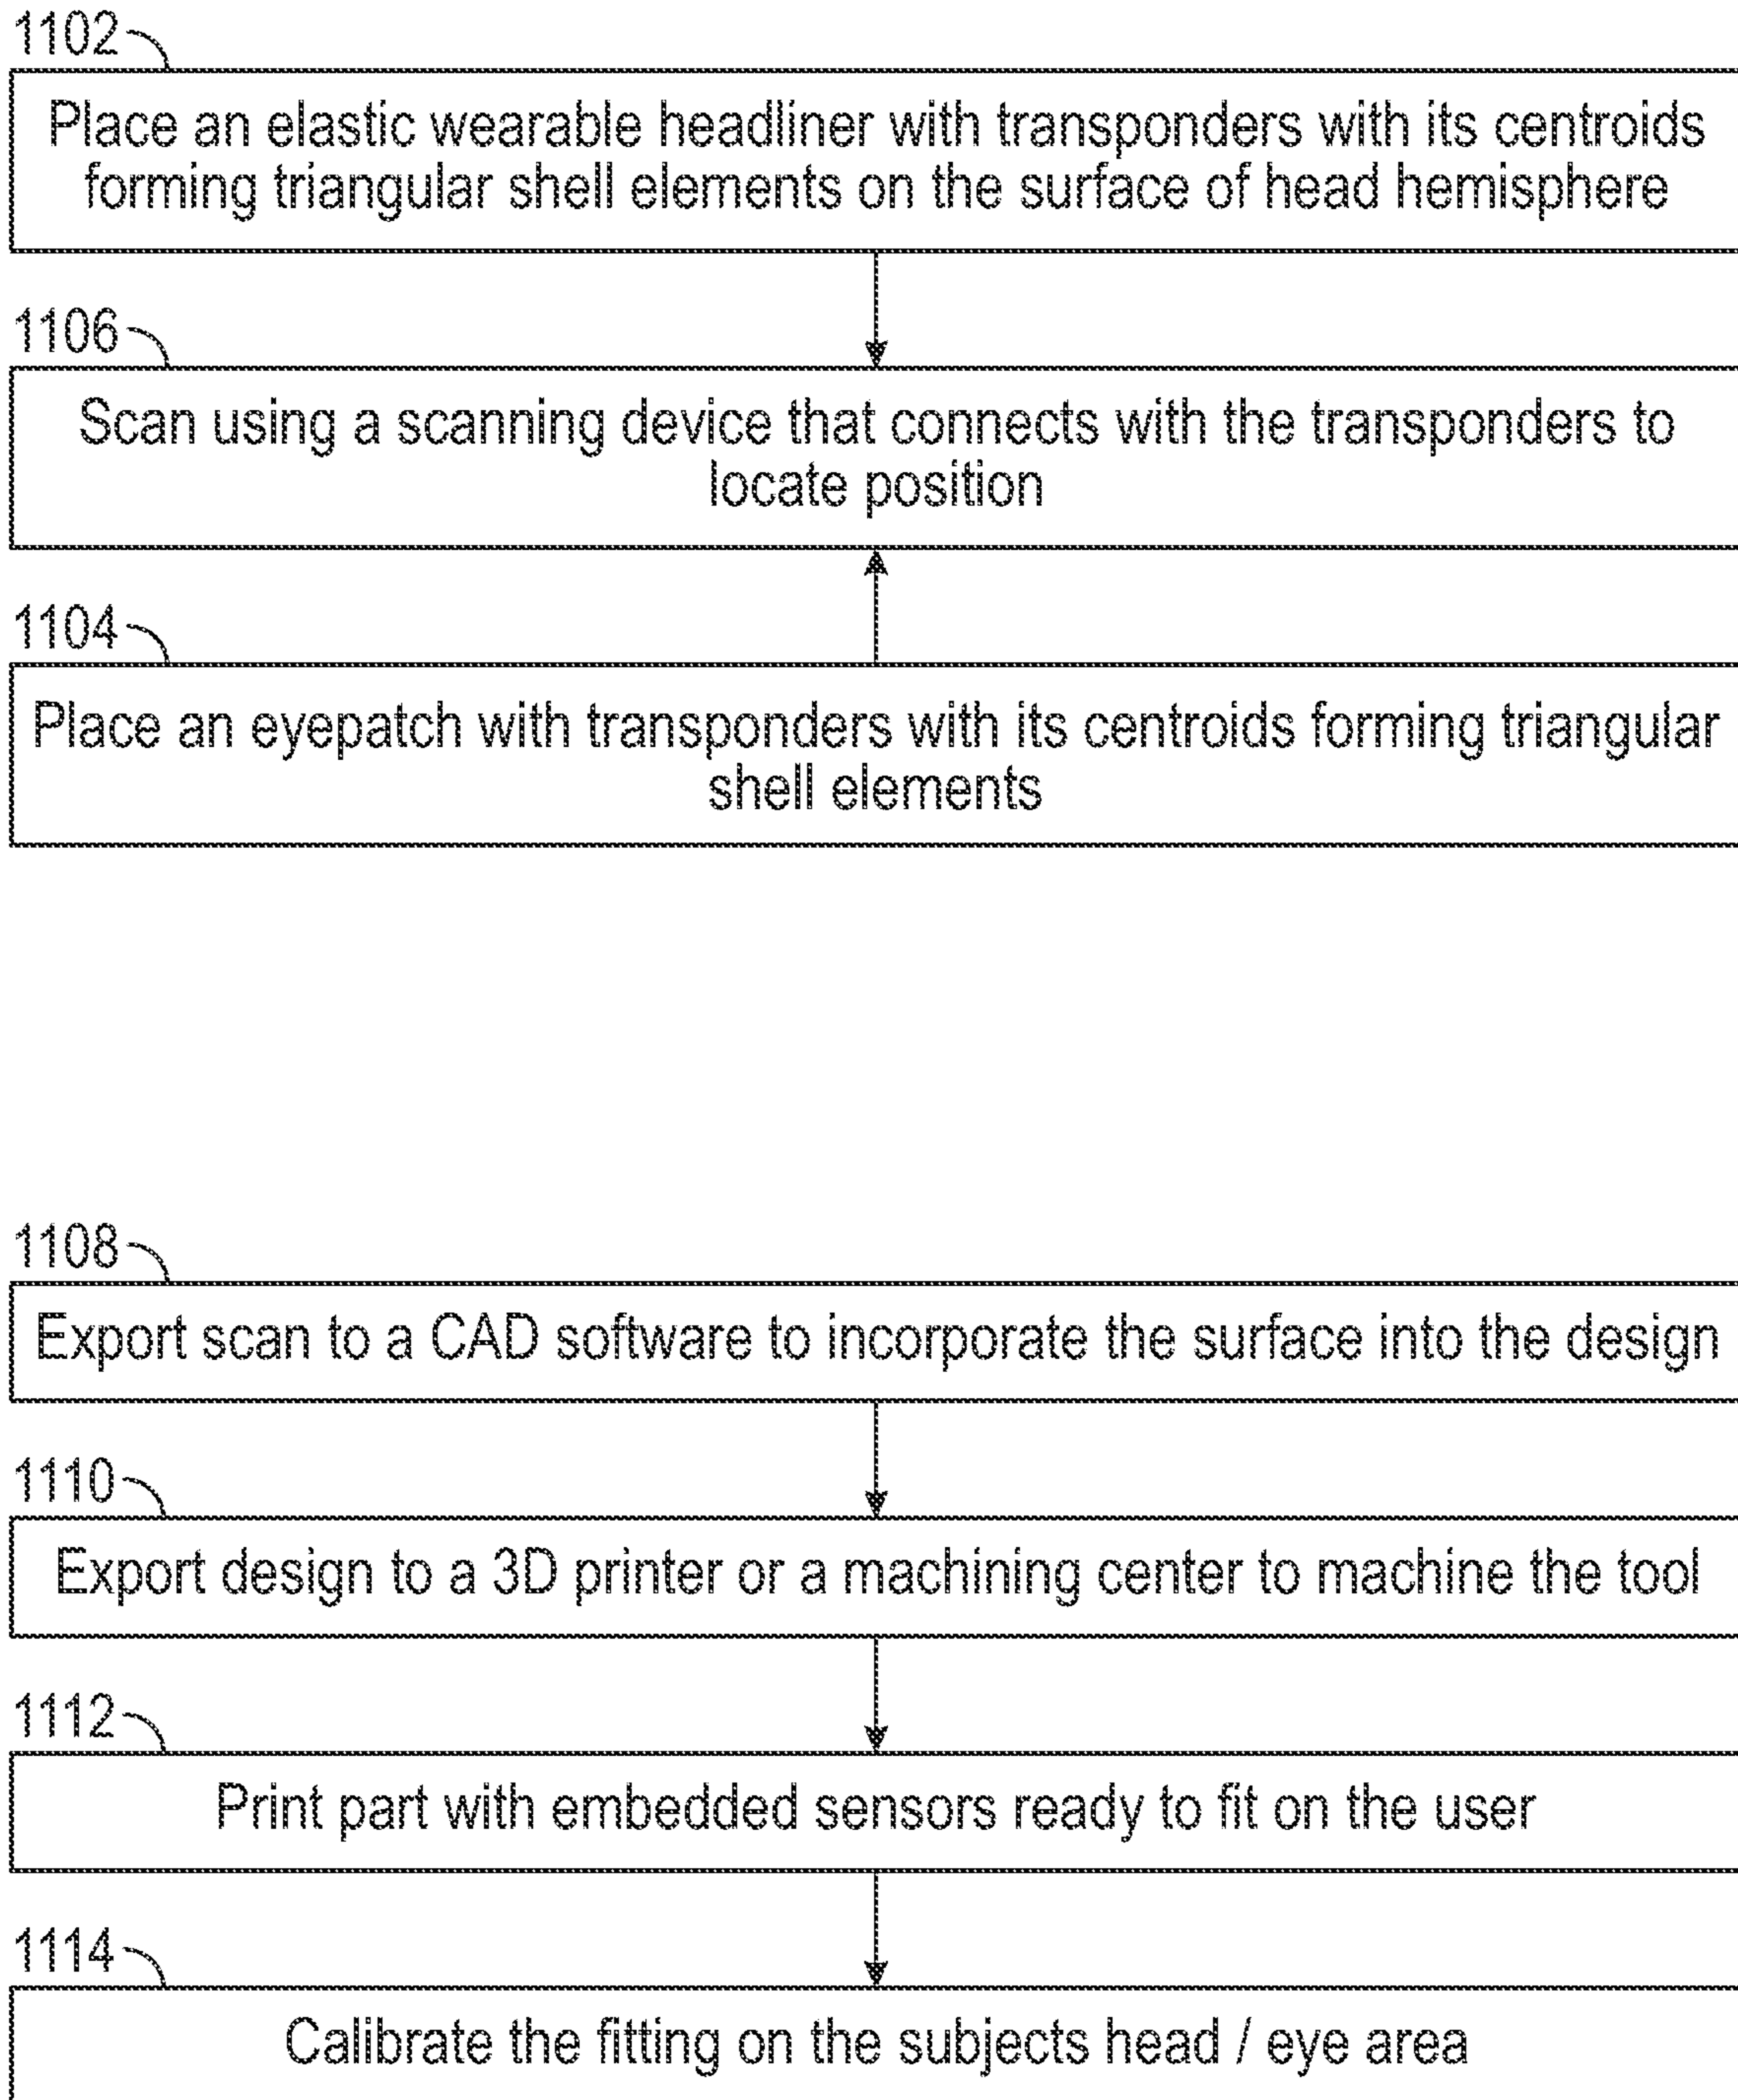 1102
Place an elastic wearable headliner with transponders with its centroids
forming triangular shell elements on the surface of head hemisphere
1106
Scan using a scanning device that connects with the transponders to
locate position
1104
Place an eyepatch with transponders with its centroids forming triangular
shell elements
1108
Export scan to a CAD software to incorporate the surface into the design
1110
Export design to a 3D printer or a machining center to machine the tool
1112
Print part with embedded sensors ready to fit on the user
1114
Calibrate the fitting on the subjects head / eye area